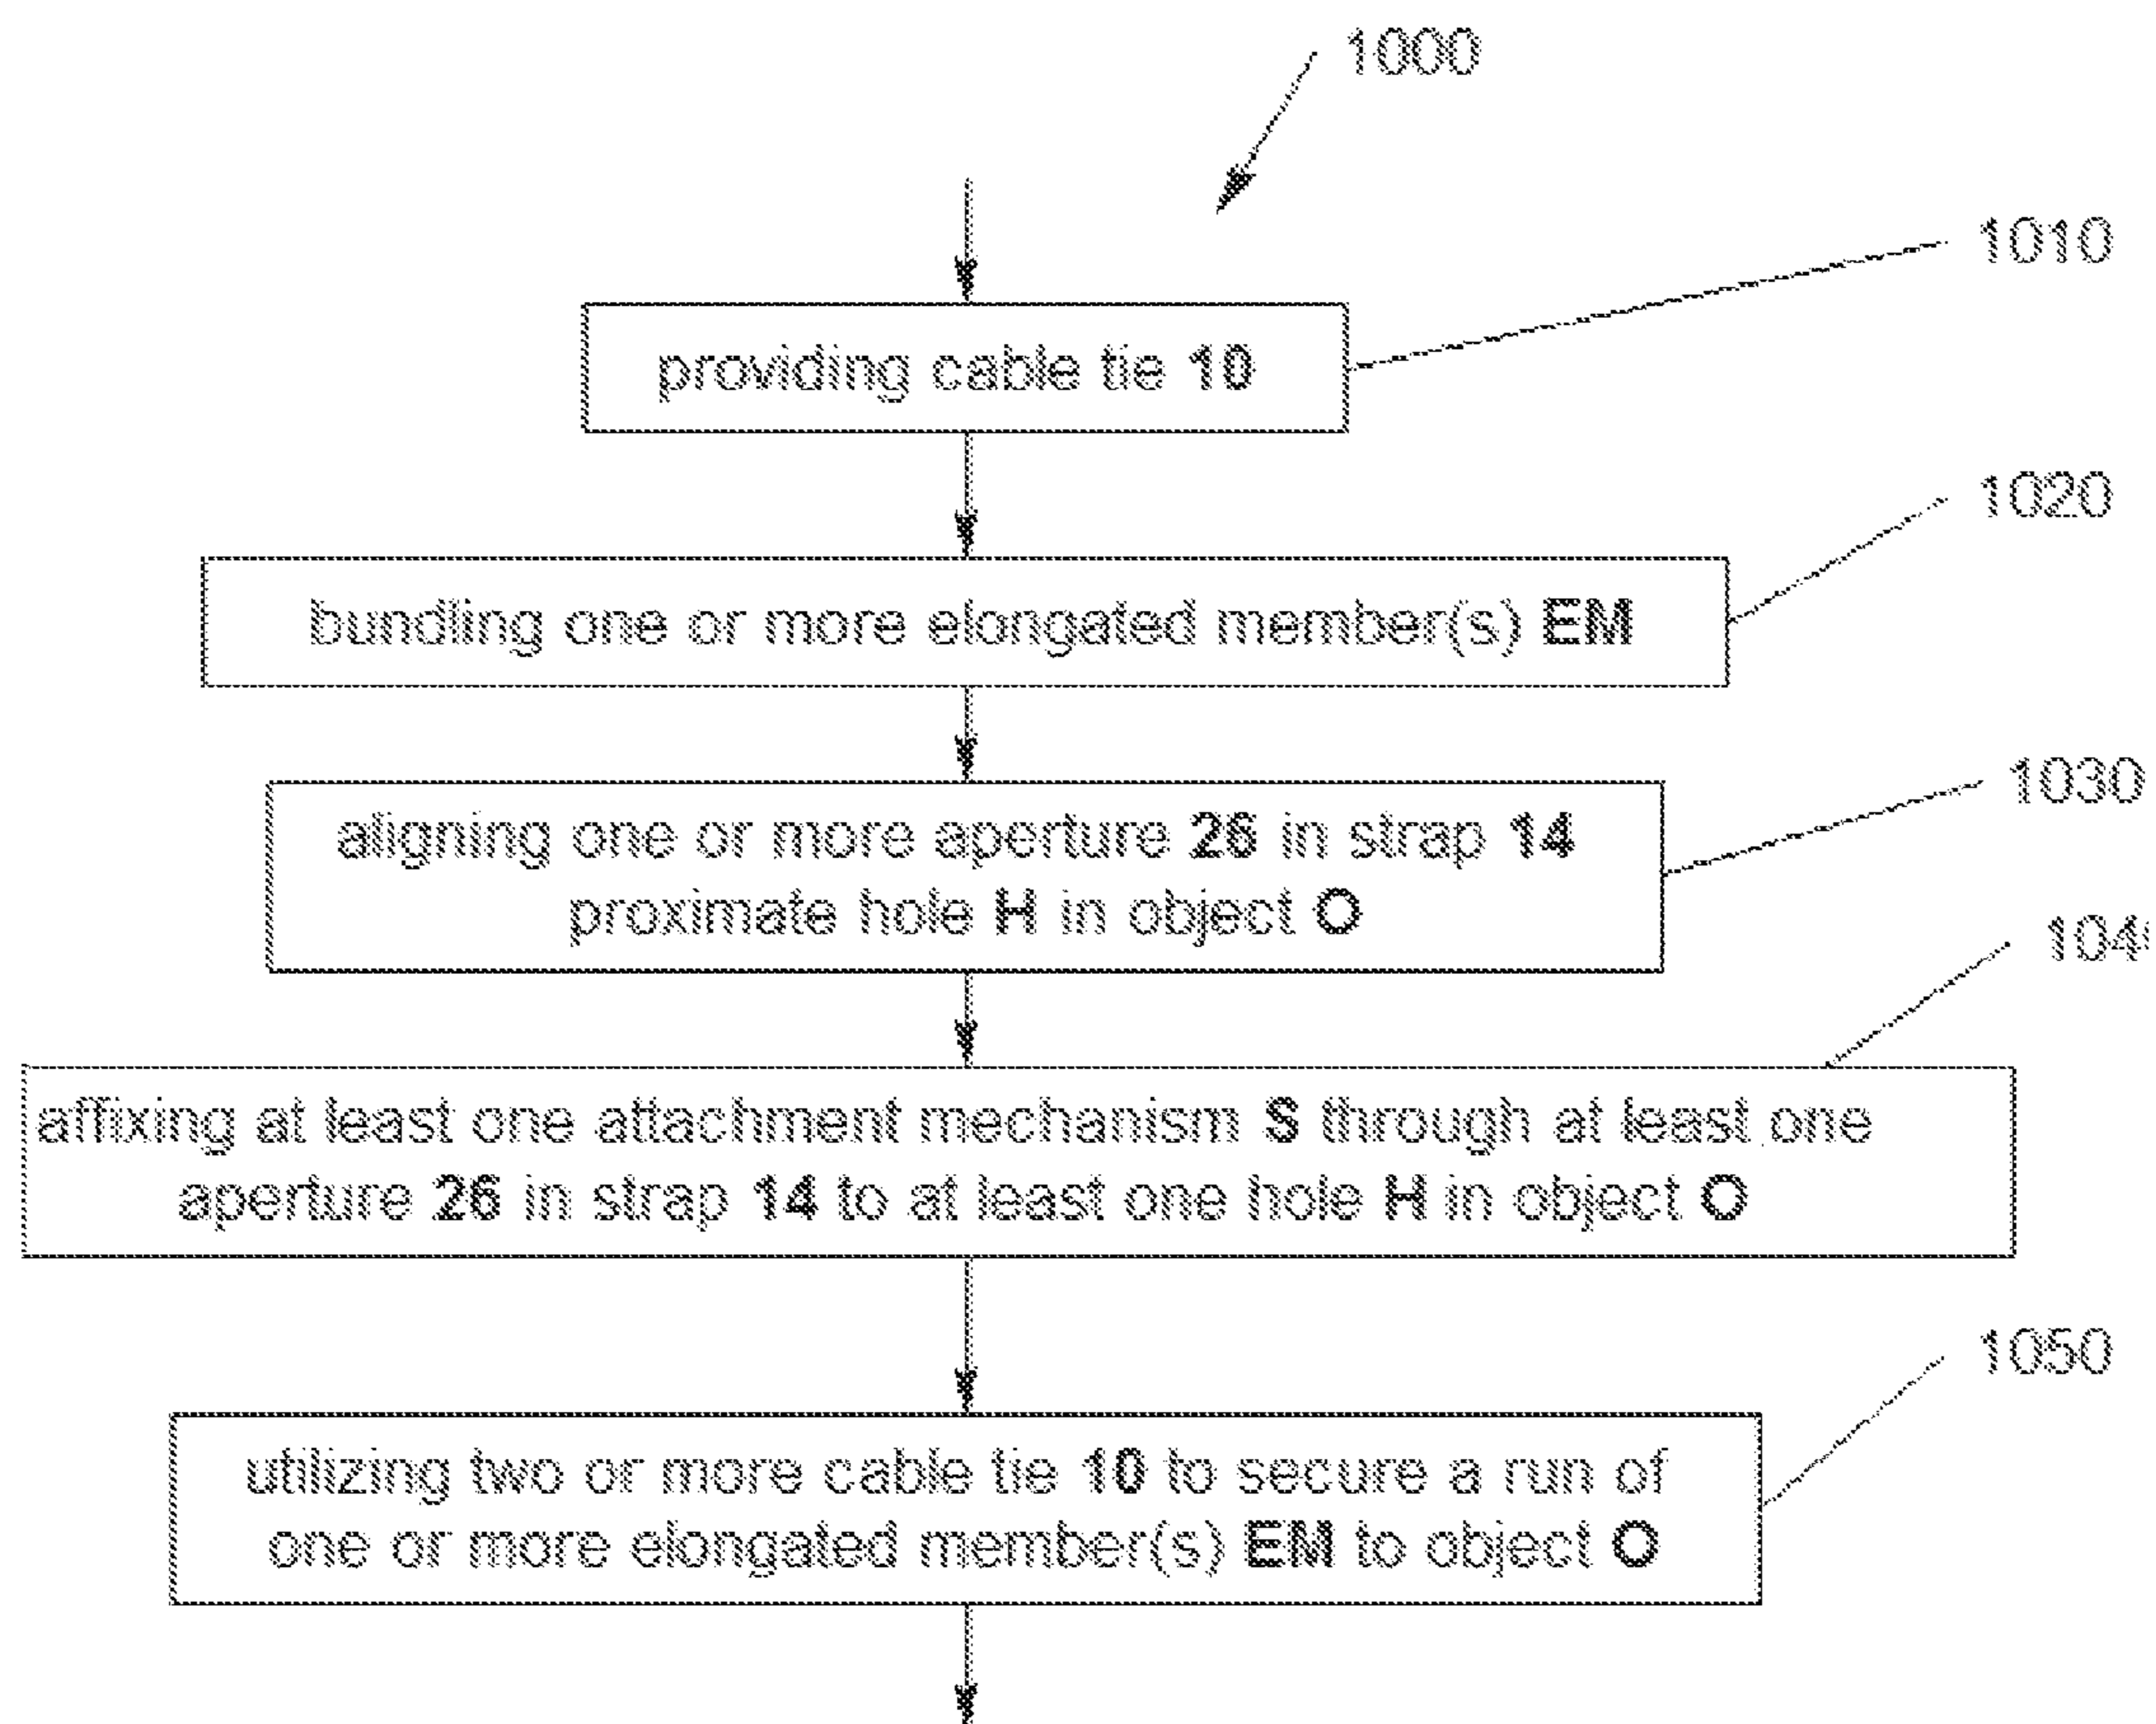 1000
1010
providing cable tie 10
1020
bundling one or more elongated member(s) EM
1030
aligning one or more aperture 26 in strap 14
proximate hole H in object O
affixing at least one attachment mechanism S through at least one
aperture 26 in strap 14 to at least one hole H in object O
1050
utilizing two or more cable tie 10 to secure a run of
one or more elongated member(s) EM to object O